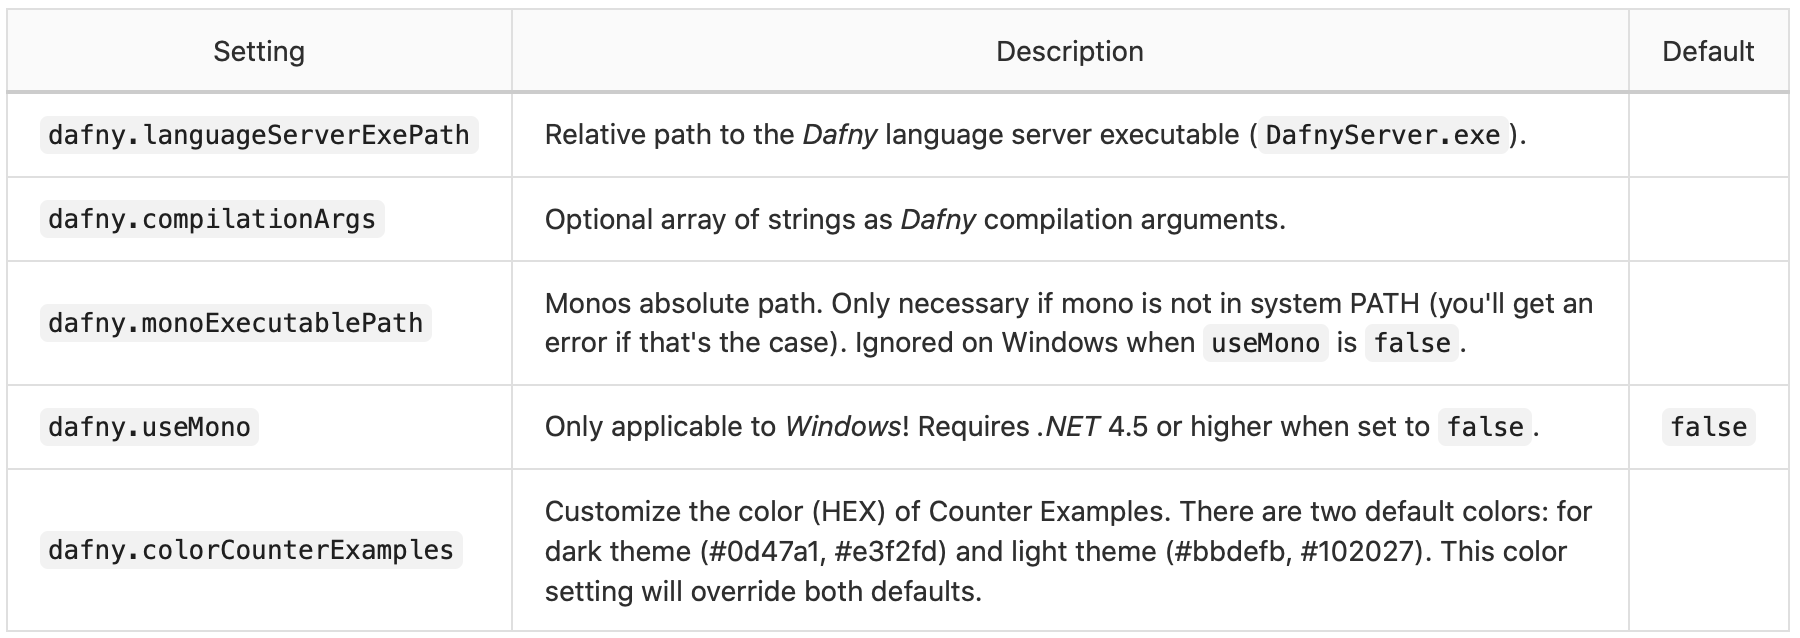 Setting Description Default
dafny.languageServerExePath Relative path to the Dafny language server executable (DafnyServer.exe).
dafny.compilationArgs Optional array of strings as Dafny compilation arguments.
dafny.monoExecutablePath Monos absolute path. Only necessary if mono is not in system PATH (you'll get an
error if that's the case). Ignored on Windows when useMono is false.
dafny.useMono Only applicable to Windows! Requires .NET 4.5 or higher when set to false. false
dafny.colorCounterExamples Customize the color (HEX) of Counter Examples. There are two default colors: for
dark theme (#0d47a1, #e3f2fd) and light theme (#bbdefb, #102027). This color
setting will override both defaults.